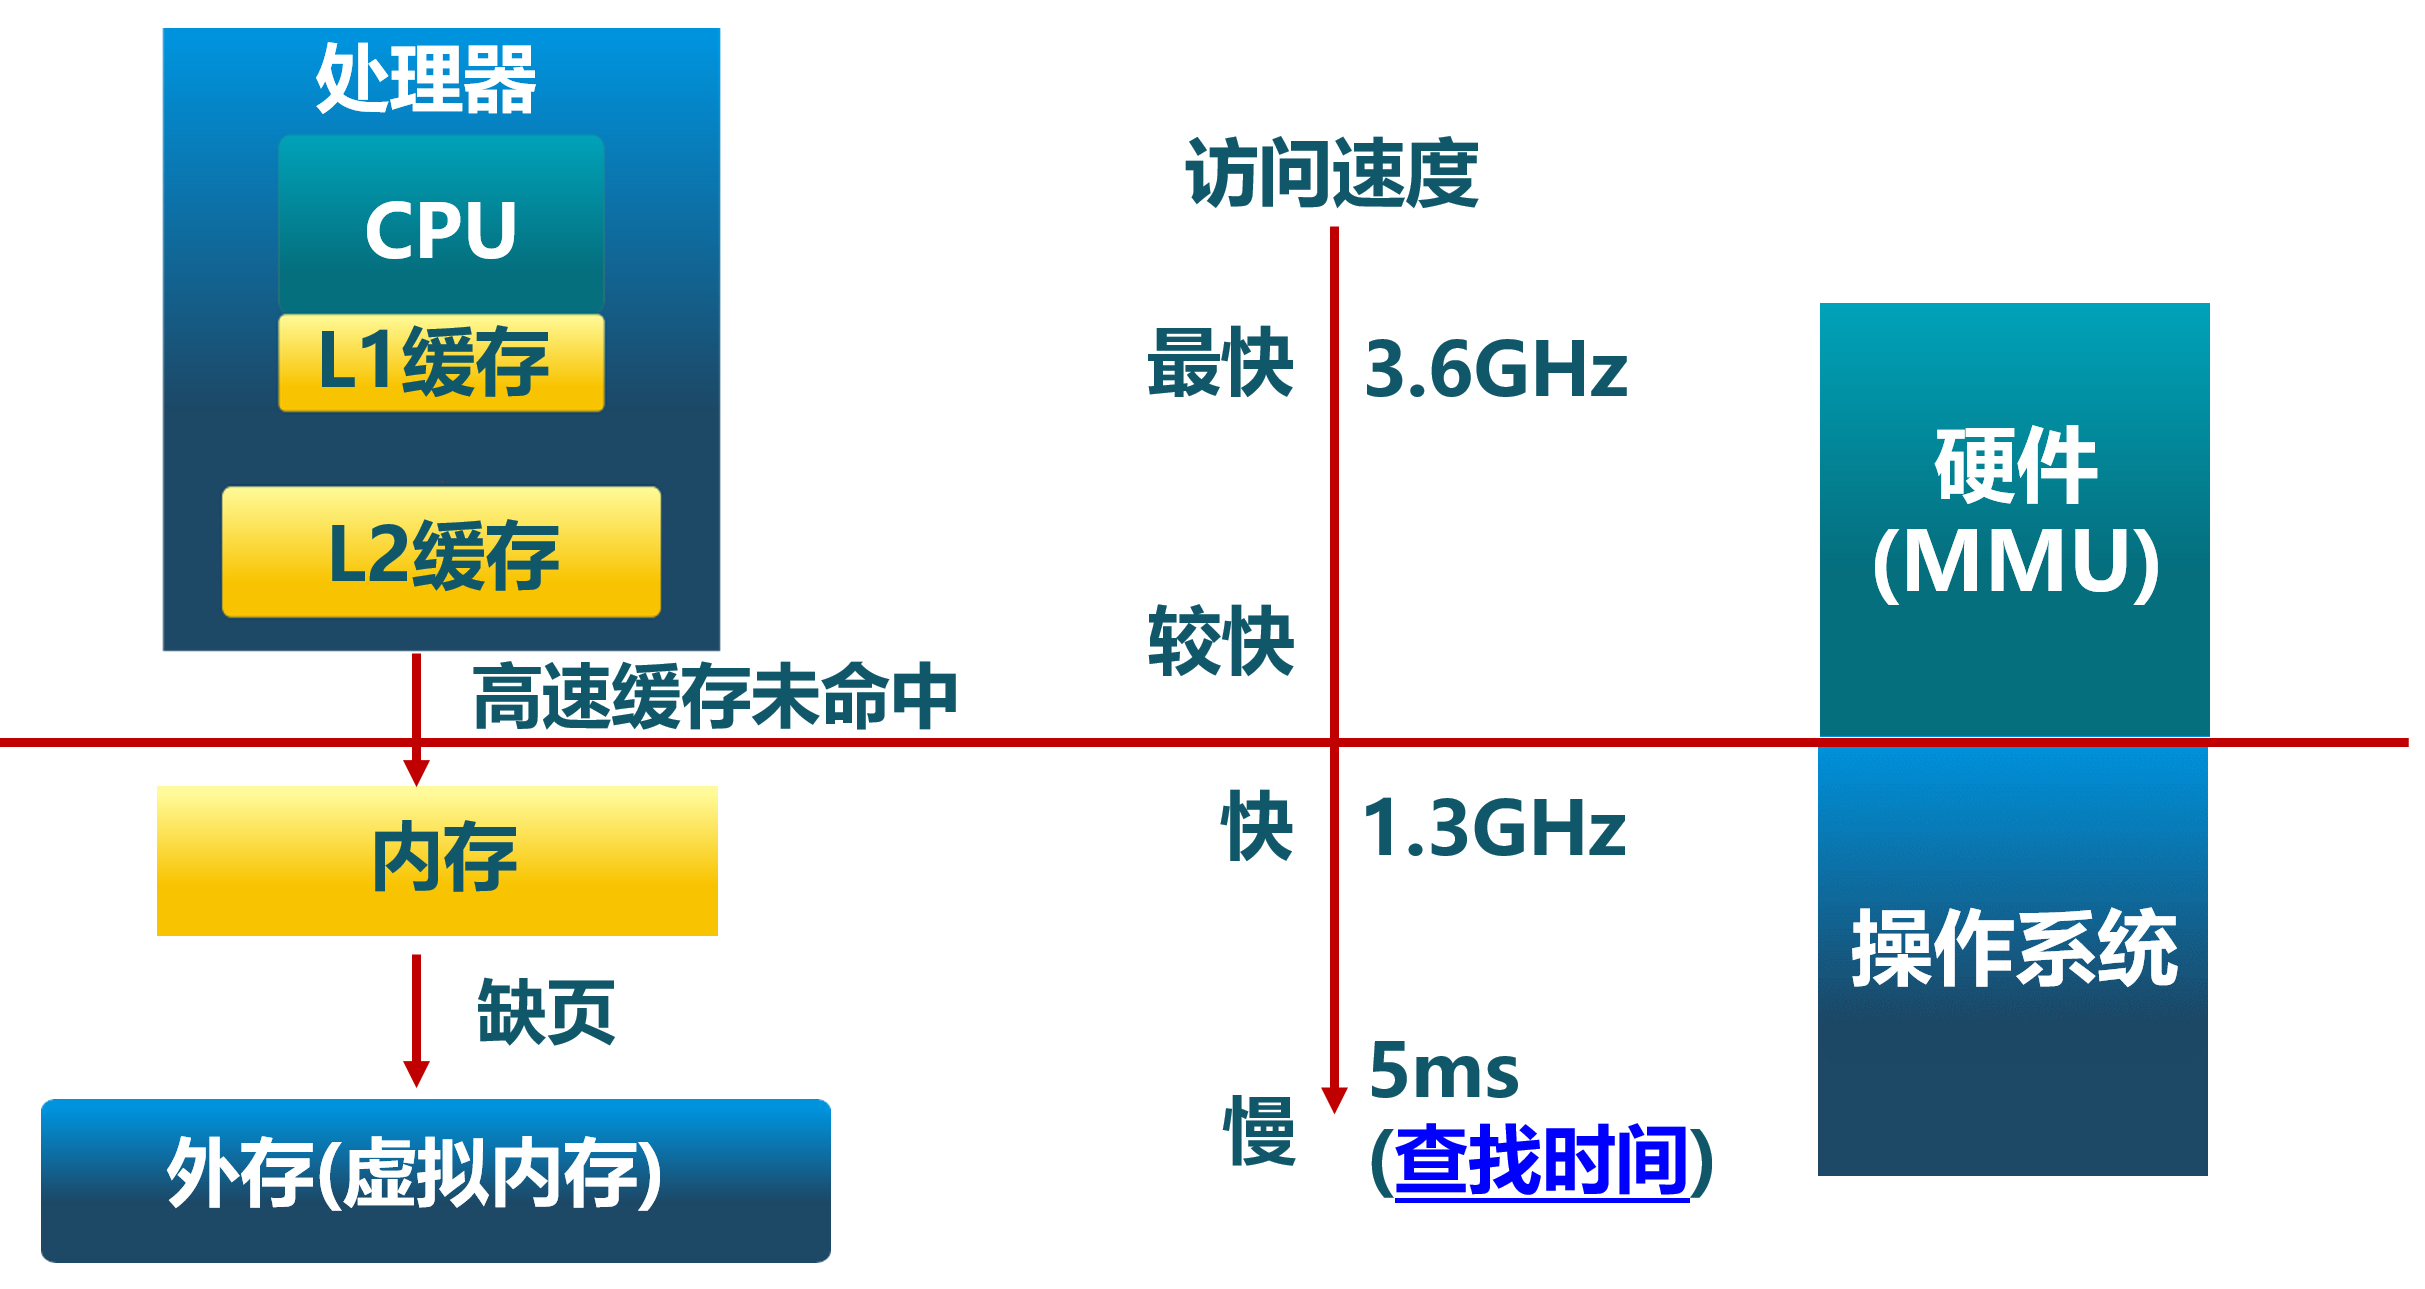 处理器
CPU
L1缓存
L2缓存
高速缓存未命中
内存
缺页
外存(虚拟内存)
访问速度
最快
3.6GHz
较快
快
1.3GHz
慢
5ms
(查找时间)
硬件
(MMU)
操作系统